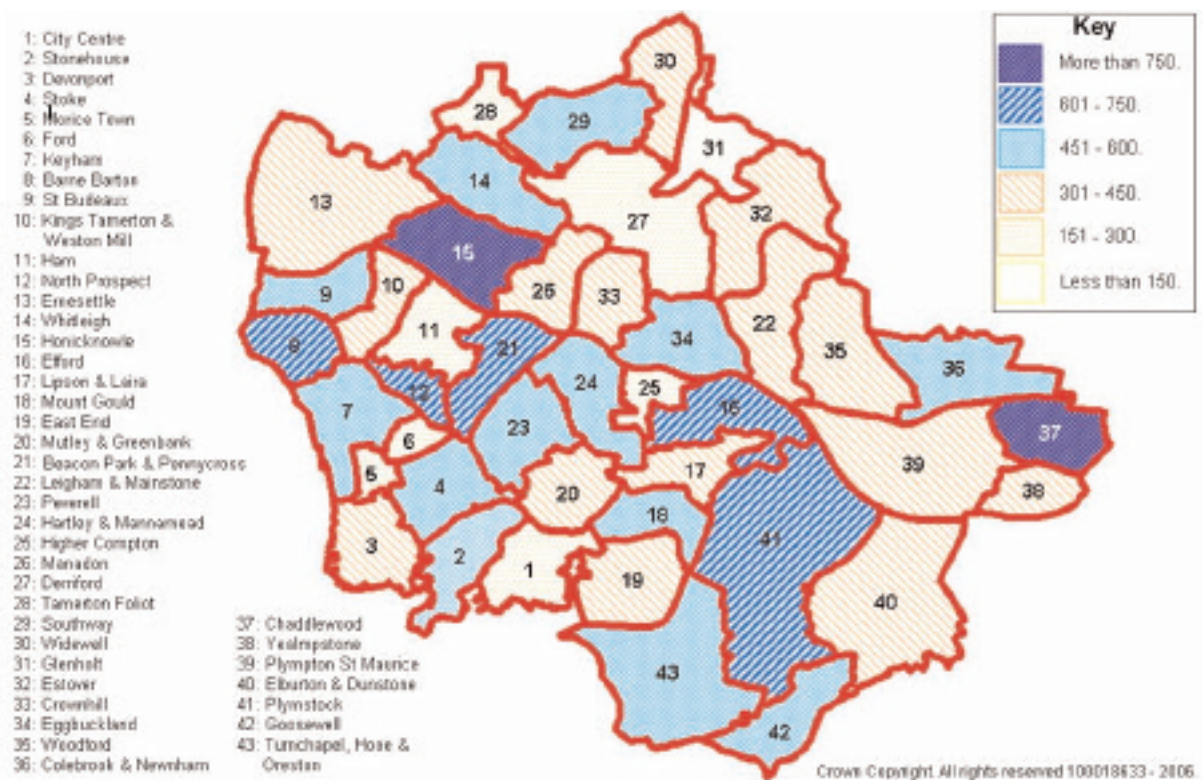 1: City Centre
2: Stonehouse
3: Devonport
4: Stoke
5: Morice Town
6: Ford
7: Keyham
8: Barne Barton
9: St Budeaux
10: Kings Tamerton &
Weston Mill
11: Ham
12: North Prospect
13: Ernesettle
14: Whitleigh
15: Honicknowle
16: Efford
17: Lipson & Laira
18: Mount Gould
19: East End
20: Mutley & Greenbank
21: Beacon Park & Pennycross
22: Leigham & Mainstone
23: Peverell
24: Hartley & Mannamead
25: Higher Compton
26: Manadon
27: Derriford
28: Tamerton Foliot
29: Southway
30: Widewell
31: Glenholt
32: Estover
33: Crownhill
34: Eggbuckland
35: Woodford
36: Colebrook & Newnham
37: Chaddlewood
38: Yealmpstone
39: Plympton St Maurice
40: Elburton & Dunstone
41: Plymstock
42: Goosewell
43: Turnchapel, Hooe &
Oreston
Key
More than 750.
601 - 750.
451 - 600.
301 - 450.
151 - 300.
Less than 150.
30
28
29
31
14
13
27
32
15
10
26
33
9
11
22
34
35
21
8
36
24
25
12
16
7
23
37
6
39
5
17
20
4
38
18
41
3
2
1
19
40
43
42
Crown Copyright. All rights reserved 100018633 - 2006